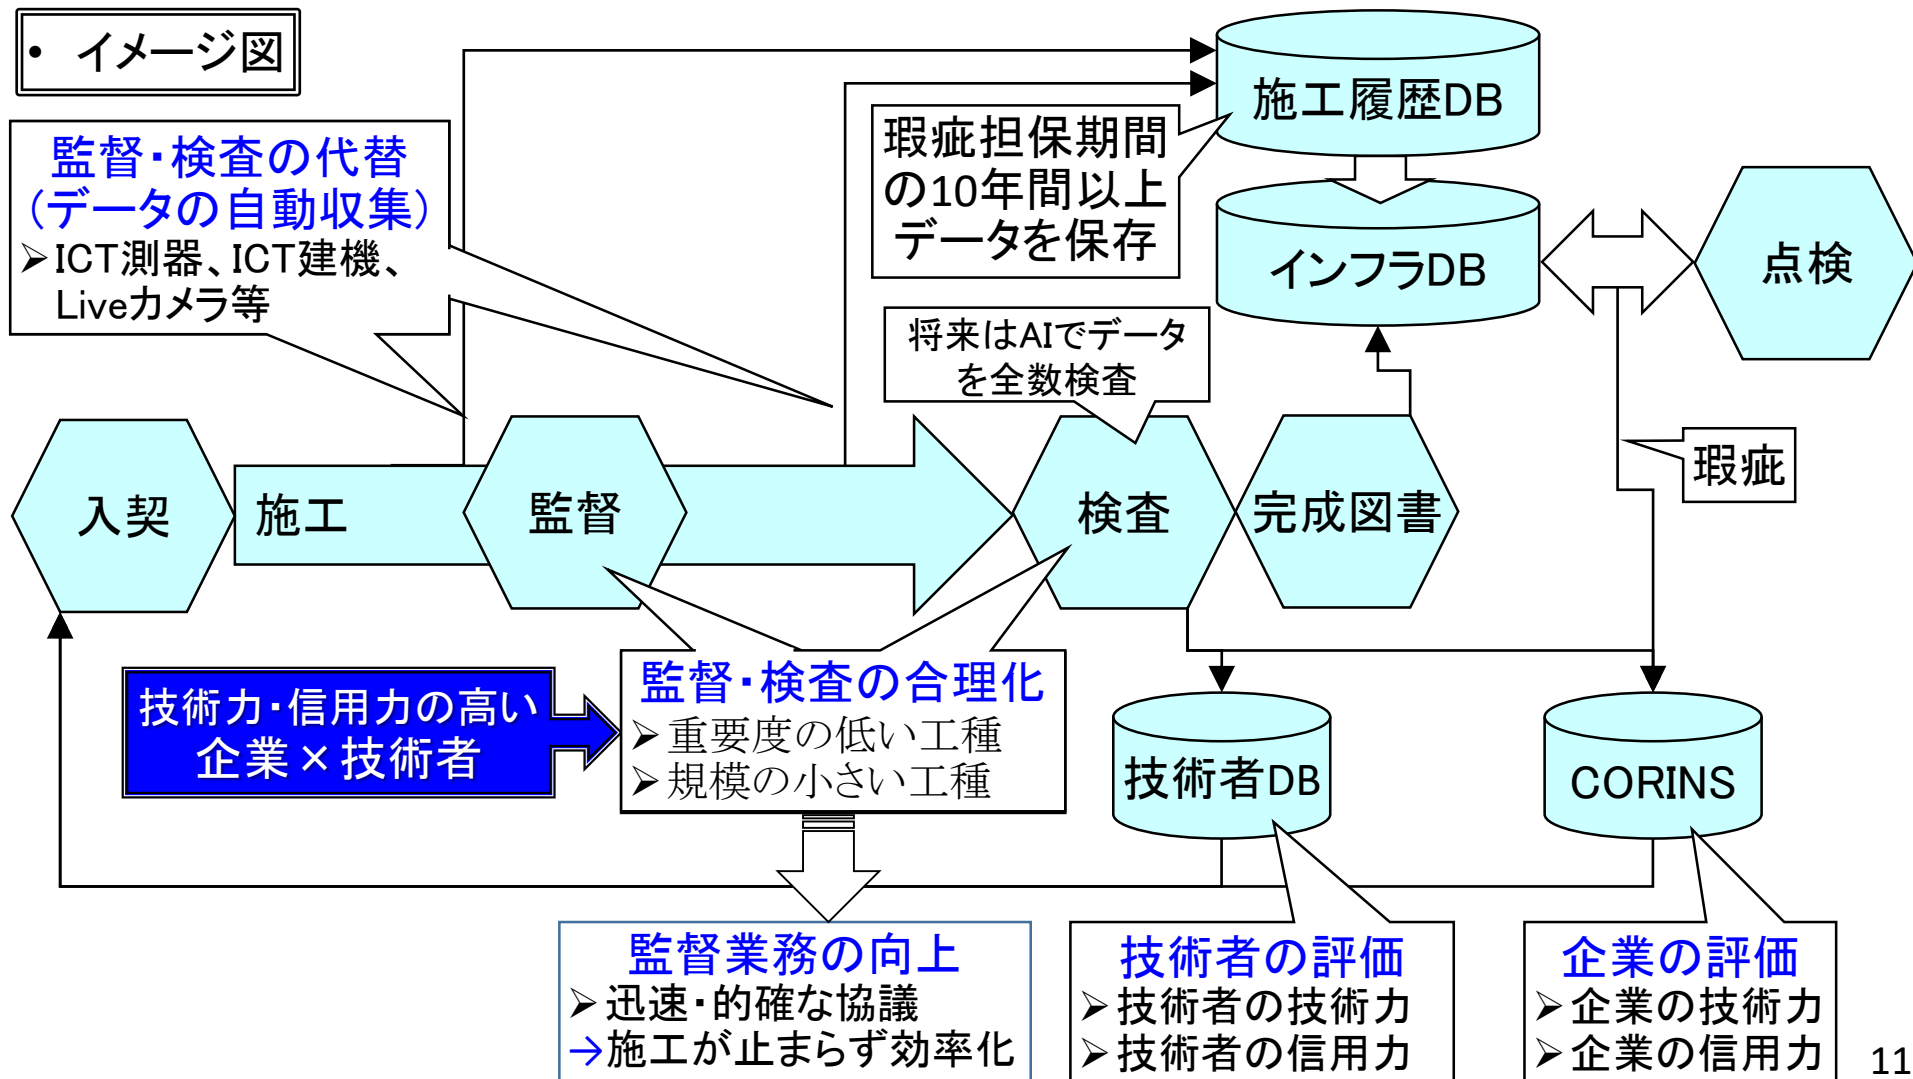 • イメージ図
施工履歴DB
監督・検査の代替
(データの自動収集)
➢ICT測器、ICT建機、
Liveカメラ等
瑕疵担保期間
の10年間以上
データを保存
インフラDB
点検
将来はAIでデータ
を全数検査
瑕疵
入契
施工
監督
検査
完成図書
技術力・信用力の高い
企業×技術者
監督・検査の合理化
➢重要度の低い工種
➢規模の小さい工種
技術者DB
CORINS
監督業務の向上
➢迅速・的確な協議
→施工が止まらず効率化
技術者の評価
➢技術者の技術力
➢技術者の信用力
企業の評価
➢企業の技術力
➢企業の信用力
11